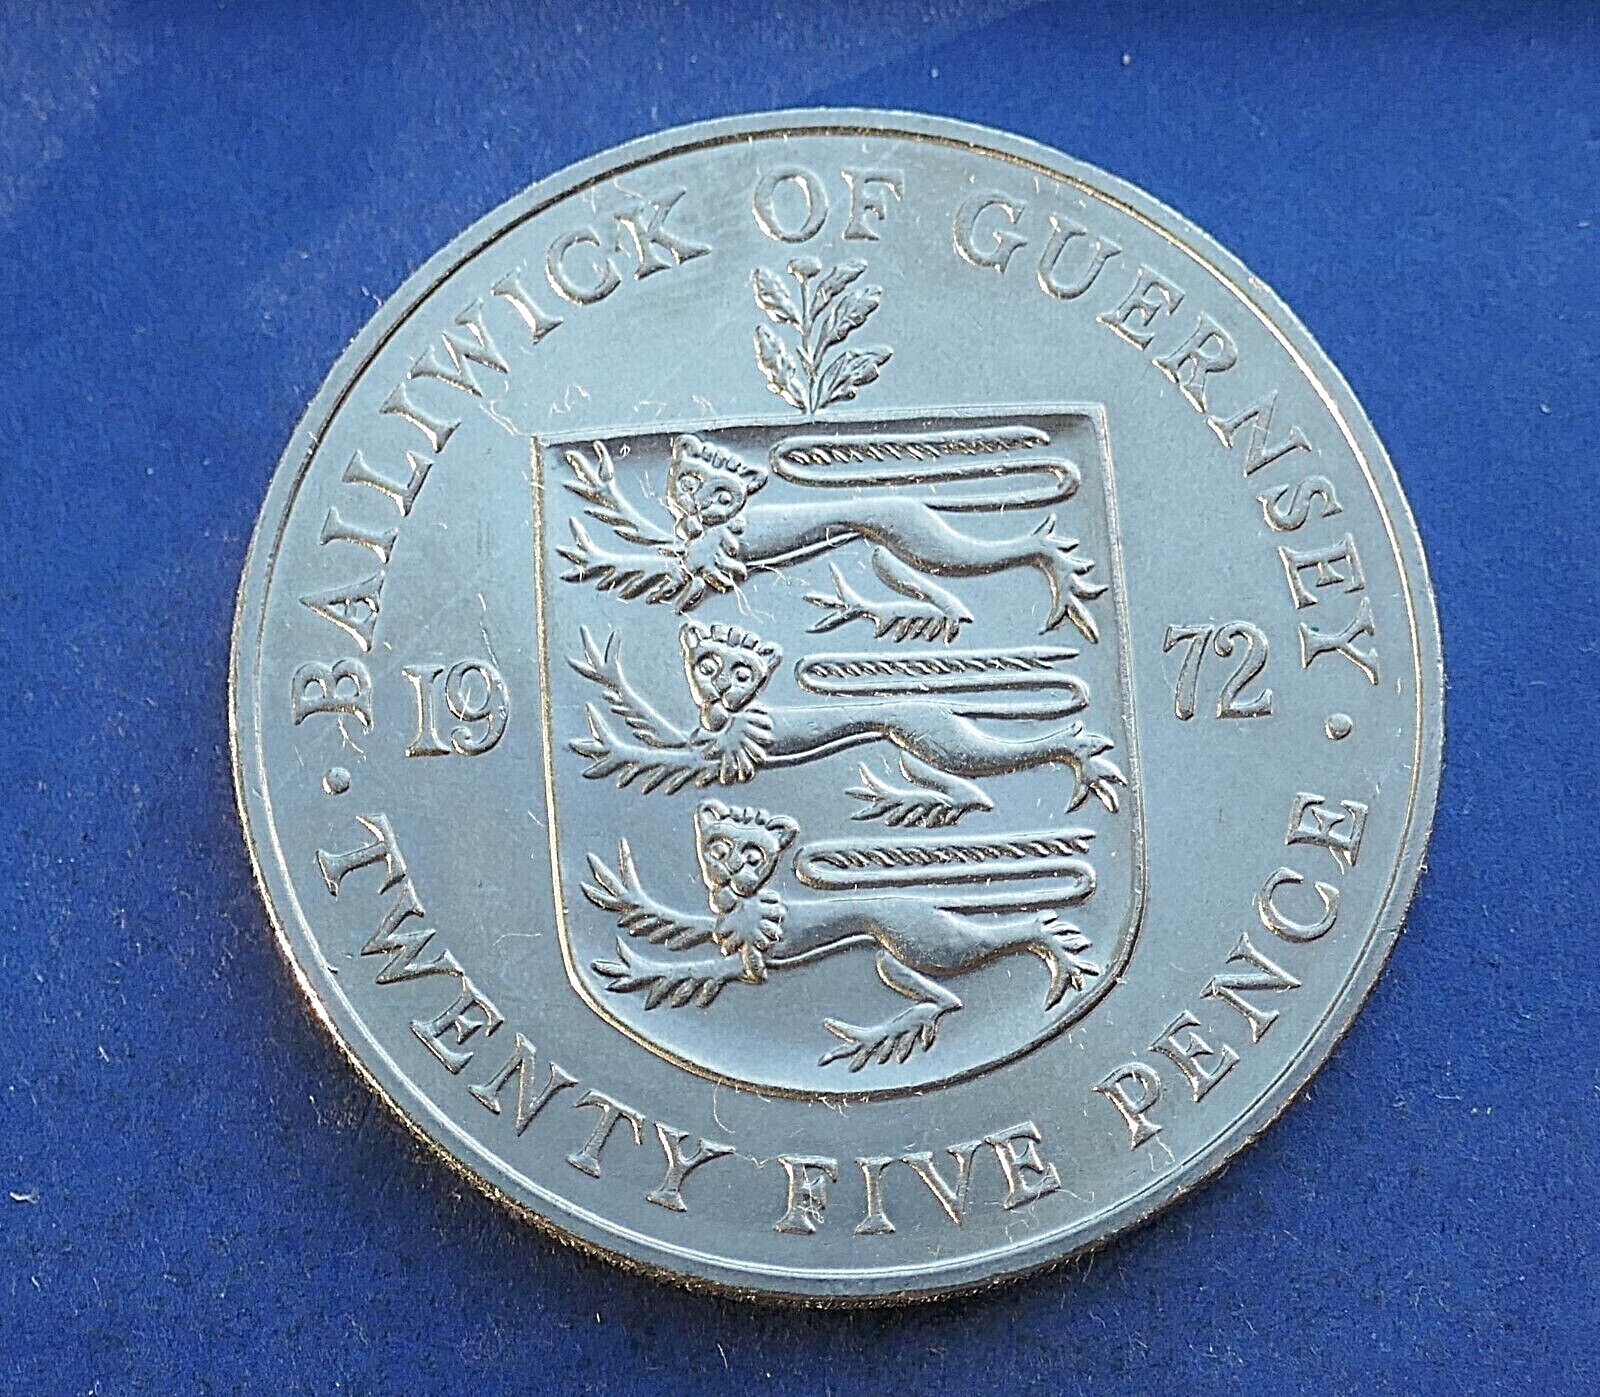 BAILIWICK OF GUERNSEY
19 72
· TWENTY FIVE PENCE ·